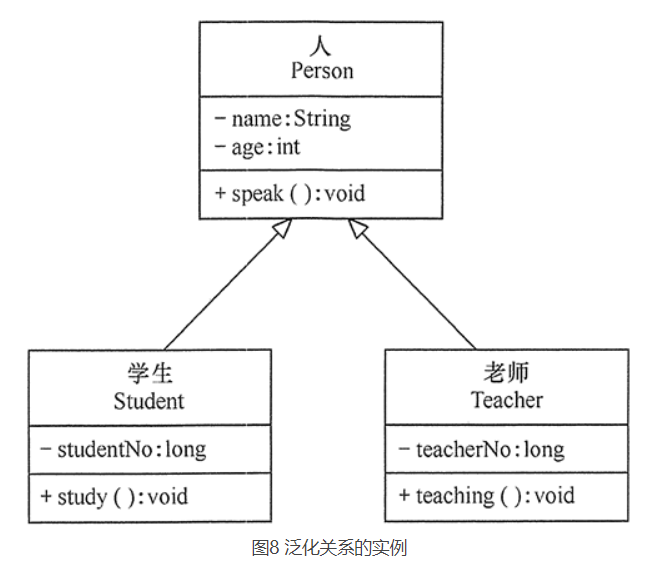 人
Person
− name:String
− age:int
+ speak ( ):void
学生
Student
− studentNo:long
+ study ( ):void
老师
Teacher
− teacherNo:long
+ teaching ( ):void
图8 泛化关系的实例